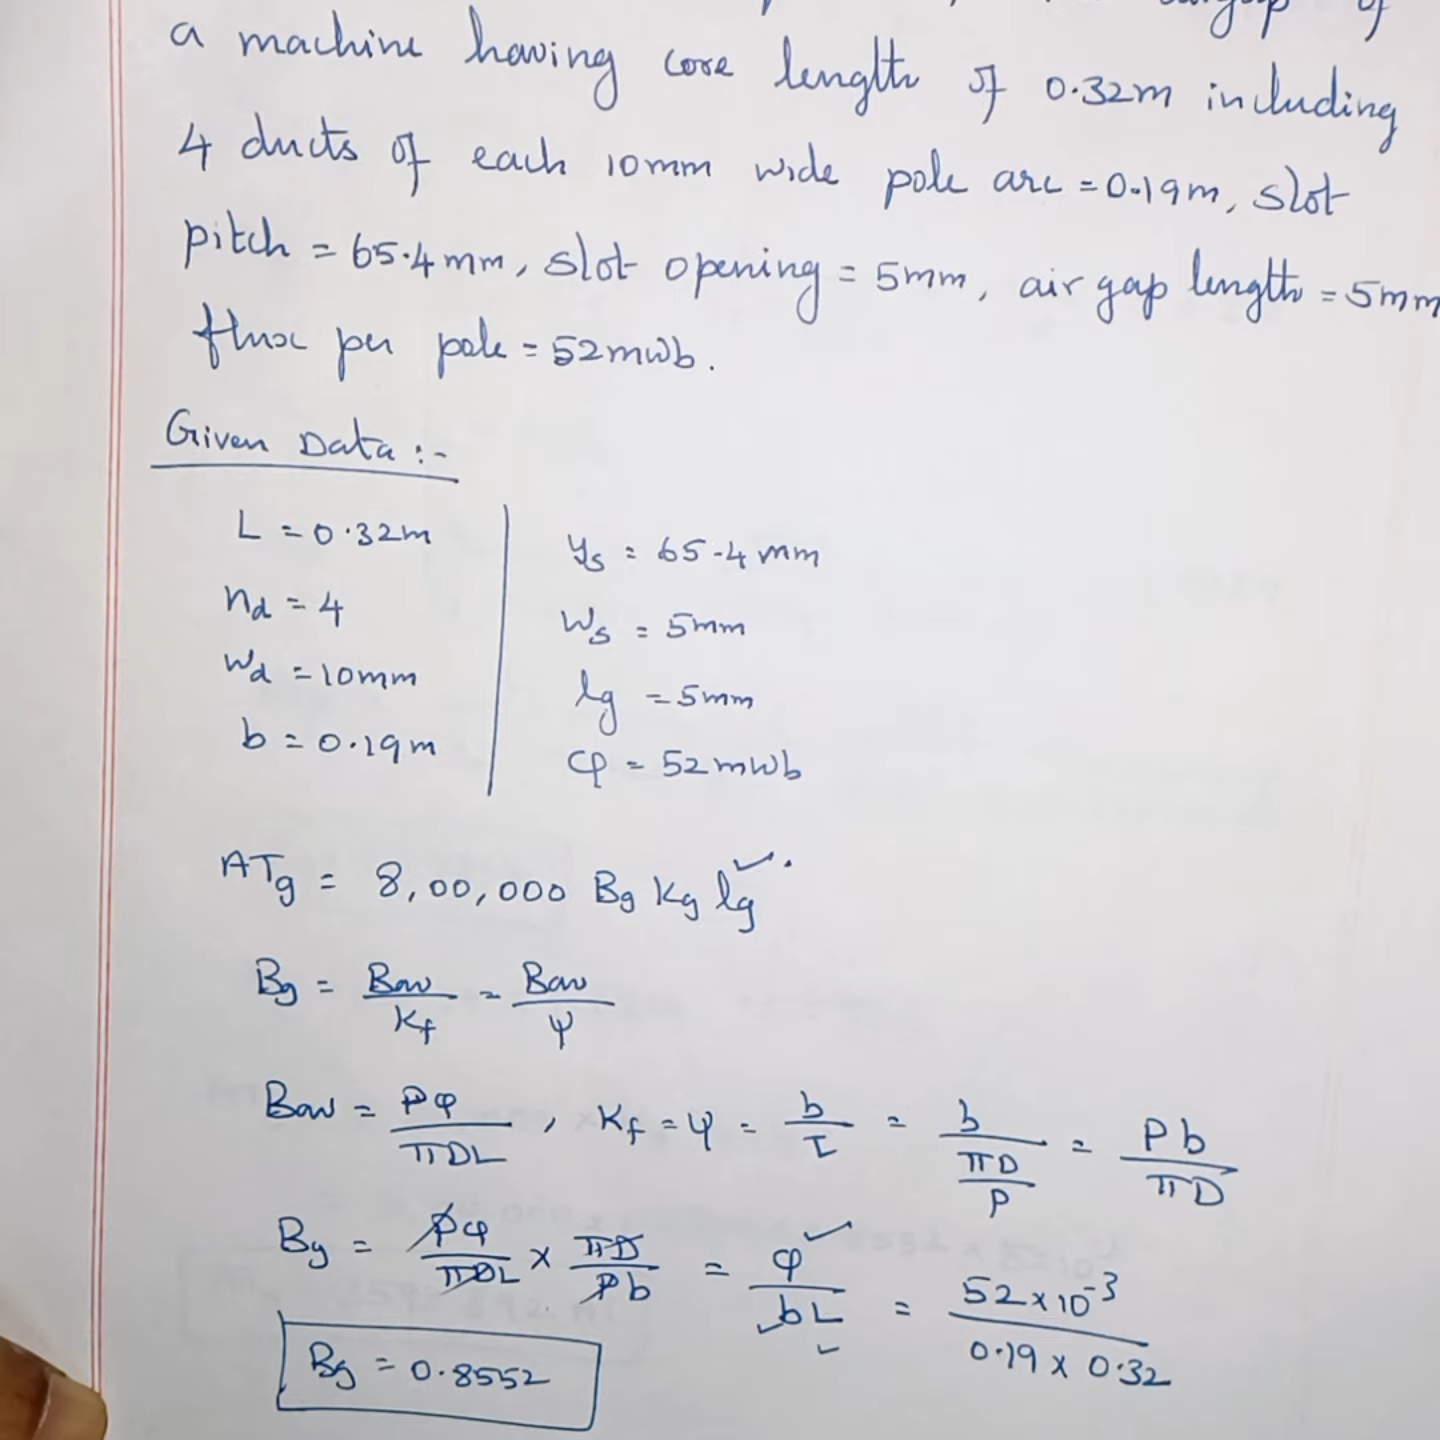 airgap of
a machine having core length of 0.32m including
4 ducts of each 10mm wide pole arc = 0.19m, slot
pitch = 65.4mm, slot opening = 5mm, air gap length = 5mm
flux per pole = 52mwb.
Given Data :-
L = 0.32m
nd = 4
Wd = 10mm
b = 0.19m
ys = 65.4mm
Ws = 5mm
lg = 5mm
φ = 52mwb
ATg = 8,00,000 Bg Kg lg
Bg = Bav/Kf = Bav/ψ
Bav = Pφ/πDL , Kf = ψ = b/τ = b/(πD/P) = Pb/πD
Bg = Pφ/πDL × πD/Pb = φ/bL = 52×10^-3/0.19 × 0.32
Bg = 0.8552